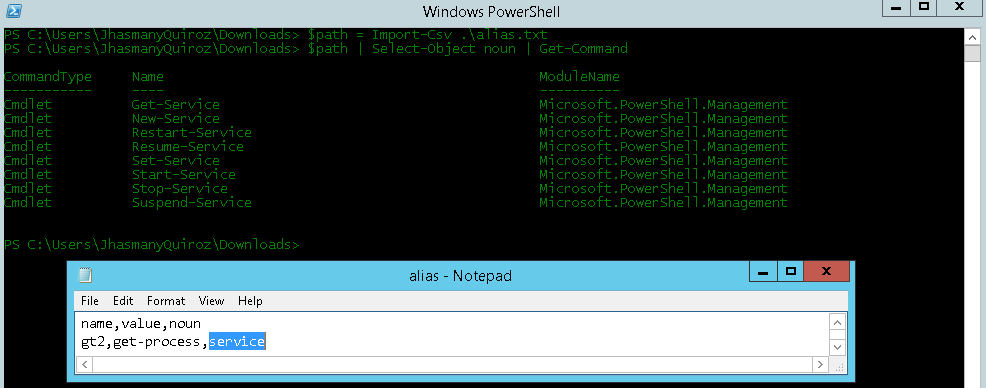 Windows PowerShell
PS C:\Users\JhasmanyQuiroz\Downloads> $path = Import-Csv .\alias.txt
PS C:\Users\JhasmanyQuiroz\Downloads> $path | Select-Object noun | Get-Command
CommandType Name ModuleName
----------- ---- ----------
Cmdlet Get-Service Microsoft.PowerShell.Management
Cmdlet New-Service Microsoft.PowerShell.Management
Cmdlet Restart-Service Microsoft.PowerShell.Management
Cmdlet Resume-Service Microsoft.PowerShell.Management
Cmdlet Set-Service Microsoft.PowerShell.Management
Cmdlet Start-Service Microsoft.PowerShell.Management
Cmdlet Stop-Service Microsoft.PowerShell.Management
Cmdlet Suspend-Service Microsoft.PowerShell.Management
PS C:\Users\JhasmanyQuiroz\Downloads>
alias - Notepad
File Edit Format View Help
name,value,noun
gt2,get-process,service